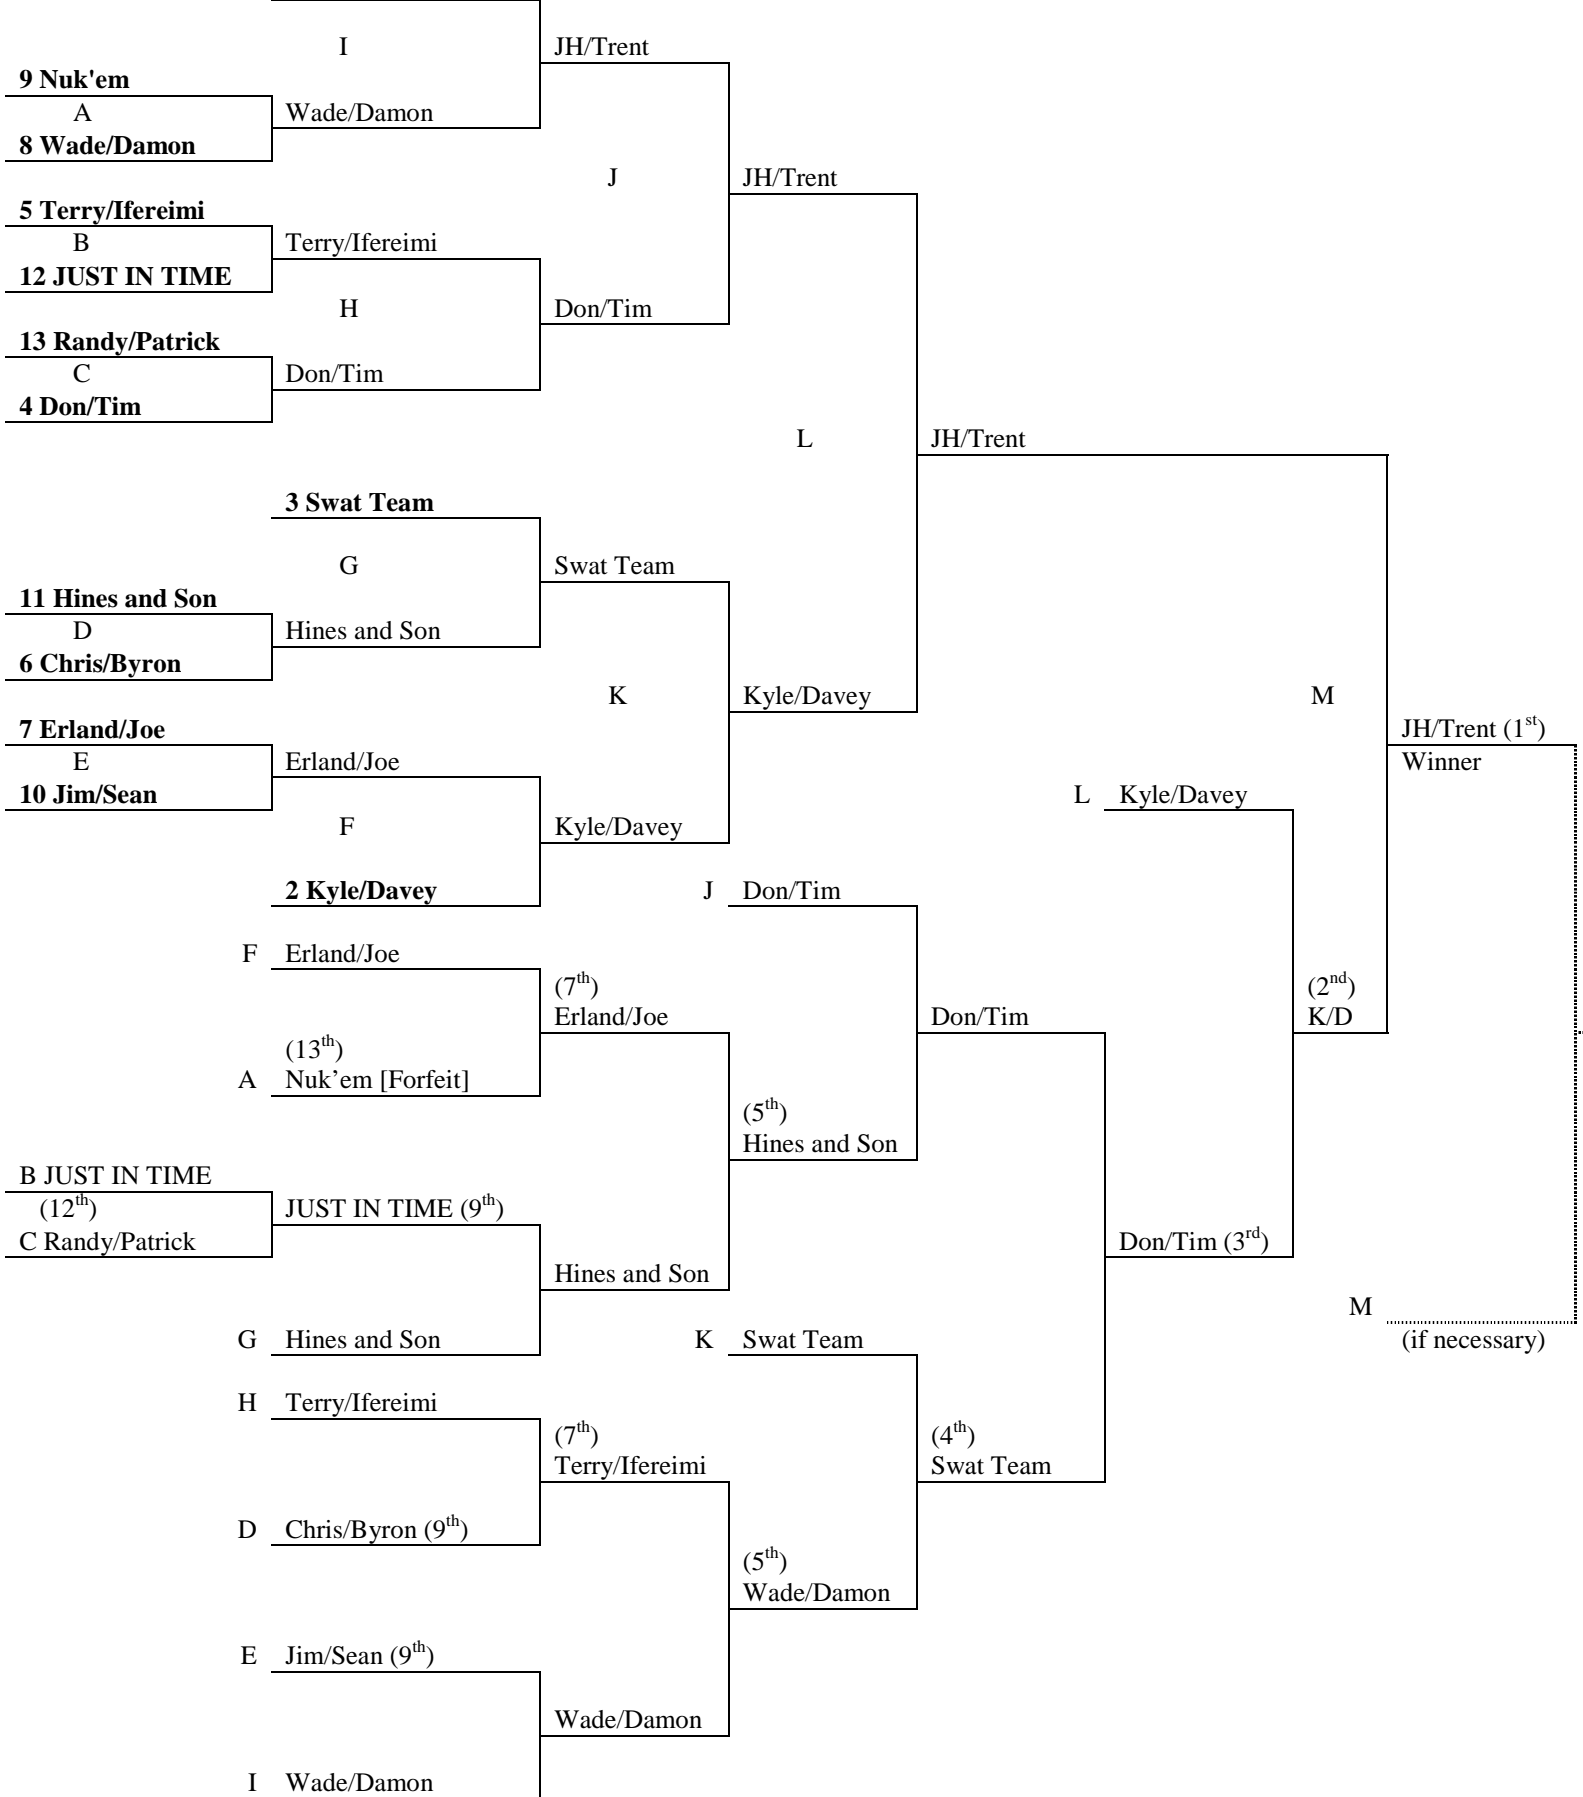 I
JH/Trent
9 Nuk'em
A
Wade/Damon
8 Wade/Damon
J
JH/Trent
5 Terry/Ifereimi
B
Terry/Ifereimi
12 JUST IN TIME
H
Don/Tim
13 Randy/Patrick
C
Don/Tim
4 Don/Tim
L
JH/Trent
3 Swat Team
G
Swat Team
11 Hines and Son
D
Hines and Son
6 Chris/Byron
K
Kyle/Davey
M
7 Erland/Joe
JH/Trent (1st)
E
Erland/Joe
Winner
10 Jim/Sean
L Kyle/Davey
F
Kyle/Davey
2 Kyle/Davey
J Don/Tim
F Erland/Joe
(7th)
(2nd)
Erland/Joe
Don/Tim
K/D
(13th)
A Nuk’em [Forfeit]
(5th)
Hines and Son
B JUST IN TIME
(12th)
JUST IN TIME (9th)
C Randy/Patrick
Don/Tim (3rd)
Hines and Son
M
G Hines and Son
K Swat Team
(if necessary)
H Terry/Ifereimi
(7th)
(4th)
Terry/Ifereimi
Swat Team
D Chris/Byron (9th)
(5th)
Wade/Damon
E Jim/Sean (9th)
Wade/Damon
I Wade/Damon